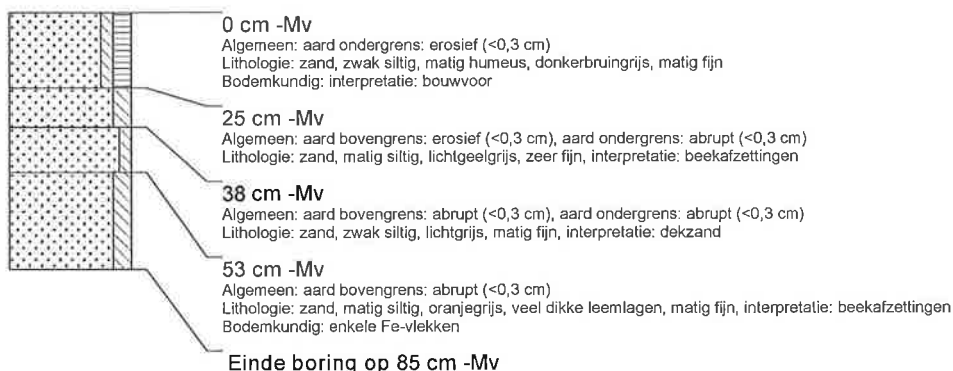 0 cm -Mv
Algemeen: aard ondergrens: erosief (<0,3 cm)
Lithologie: zand, zwak siltig, matig humeus, donkerbruingrijs, matig fijn
Bodemkundig: interpretatie: bouwvoor
25 cm -Mv
Algemeen: aard bovengrens: erosief (<0,3 cm), aard ondergrens: abrupt (<0,3 cm)
Lithologie: zand, matig siltig, lichtgeelgrijs, zeer fijn, interpretatie: beekafzettingen
38 cm -Mv
Algemeen: aard bovengrens: abrupt (<0,3 cm), aard ondergrens: abrupt (<0,3 cm)
Lithologie: zand, zwak siltig, lichtgrijs, matig fijn, interpretatie: dekzand
53 cm -Mv
Algemeen: aard bovengrens: abrupt (<0,3 cm)
Lithologie: zand, matig siltig, oranjegrijs, veel dikke leemlagen, matig fijn, interpretatie: beekafzettingen
Bodemkundig: enkele Fe-vlekken
Einde boring op 85 cm -Mv